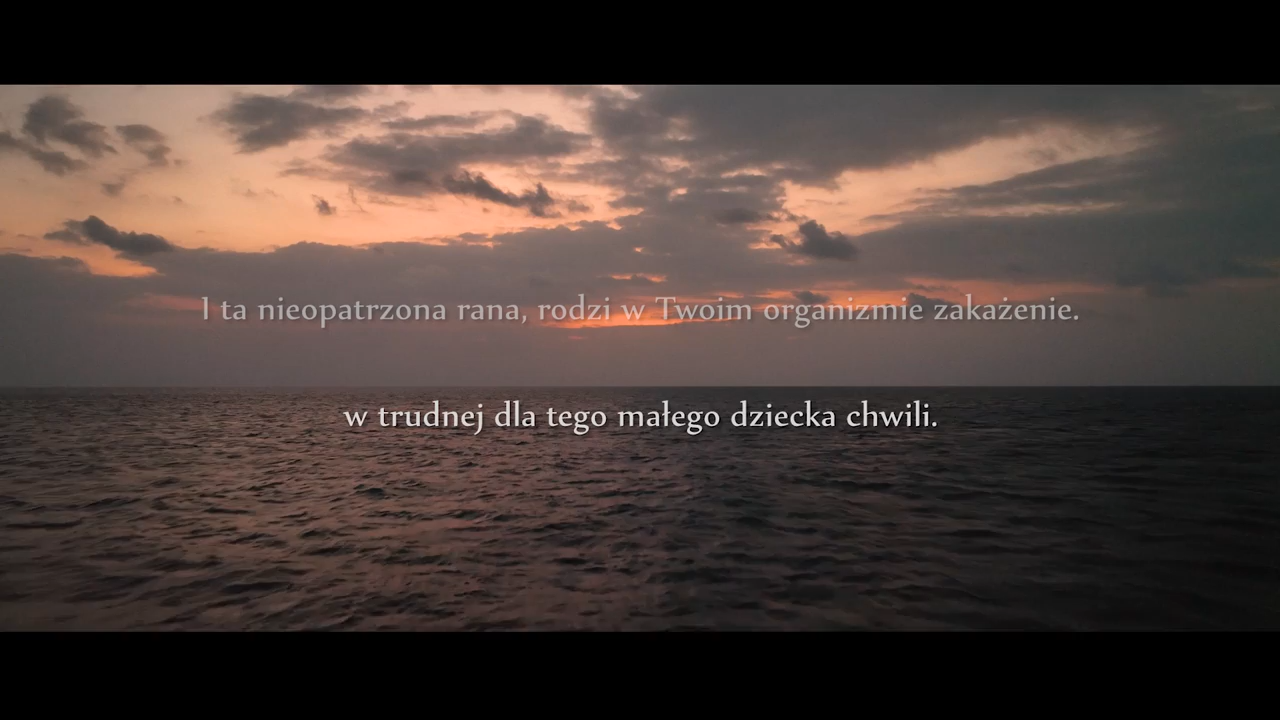 I ta nieopatrzona rana, rodzi w Twoim organizmie zakażenie.
w trudnej dla tego małego dziecka chwili.